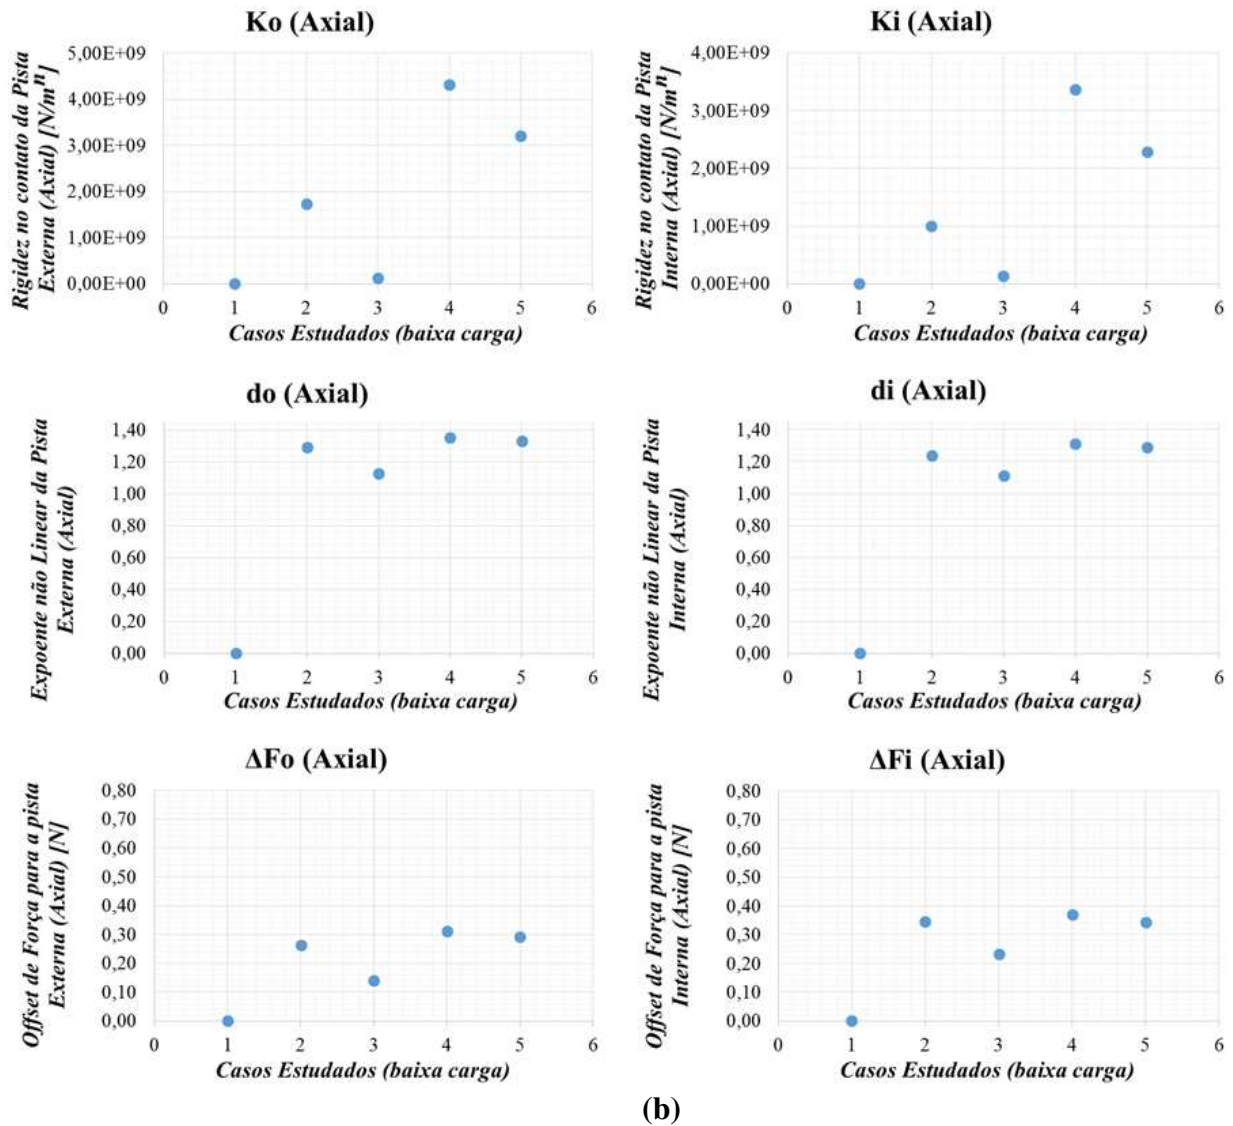 Ko (Axial)
Rigidez no contato da Pista
Externa (Axial) [N/mⁿ]
5,00E+09
4,00E+09
3,00E+09
2,00E+09
1,00E+09
0,00E+00
0 1 2 3 4 5 6
Casos Estudados (baixa carga)
Ki (Axial)
Rigidez no contato da Pista
Interna (Axial) [N/mⁿ]
4,00E+09
3,00E+09
2,00E+09
1,00E+09
0,00E+00
0 1 2 3 4 5 6
Casos Estudados (baixa carga)
do (Axial)
Expoente não Linear da Pista
Externa (Axial)
1,40
1,20
1,00
0,80
0,60
0,40
0,20
0,00
0 1 2 3 4 5 6
Casos Estudados (baixa carga)
di (Axial)
Expoente não Linear da Pista
Interna (Axial)
1,40
1,20
1,00
0,80
0,60
0,40
0,20
0,00
0 1 2 3 4 5 6
Casos Estudados (baixa carga)
ΔFo (Axial)
Offset de Força para a pista
Externa (Axial) [N]
0,80
0,70
0,60
0,50
0,40
0,30
0,20
0,10
0,00
0 1 2 3 4 5 6
Casos Estudados (baixa carga)
ΔFi (Axial)
Offset de Força para a pista
Interna (Axial) [N]
0,80
0,70
0,60
0,50
0,40
0,30
0,20
0,10
0,00
0 1 2 3 4 5 6
Casos Estudados (baixa carga)
(b)